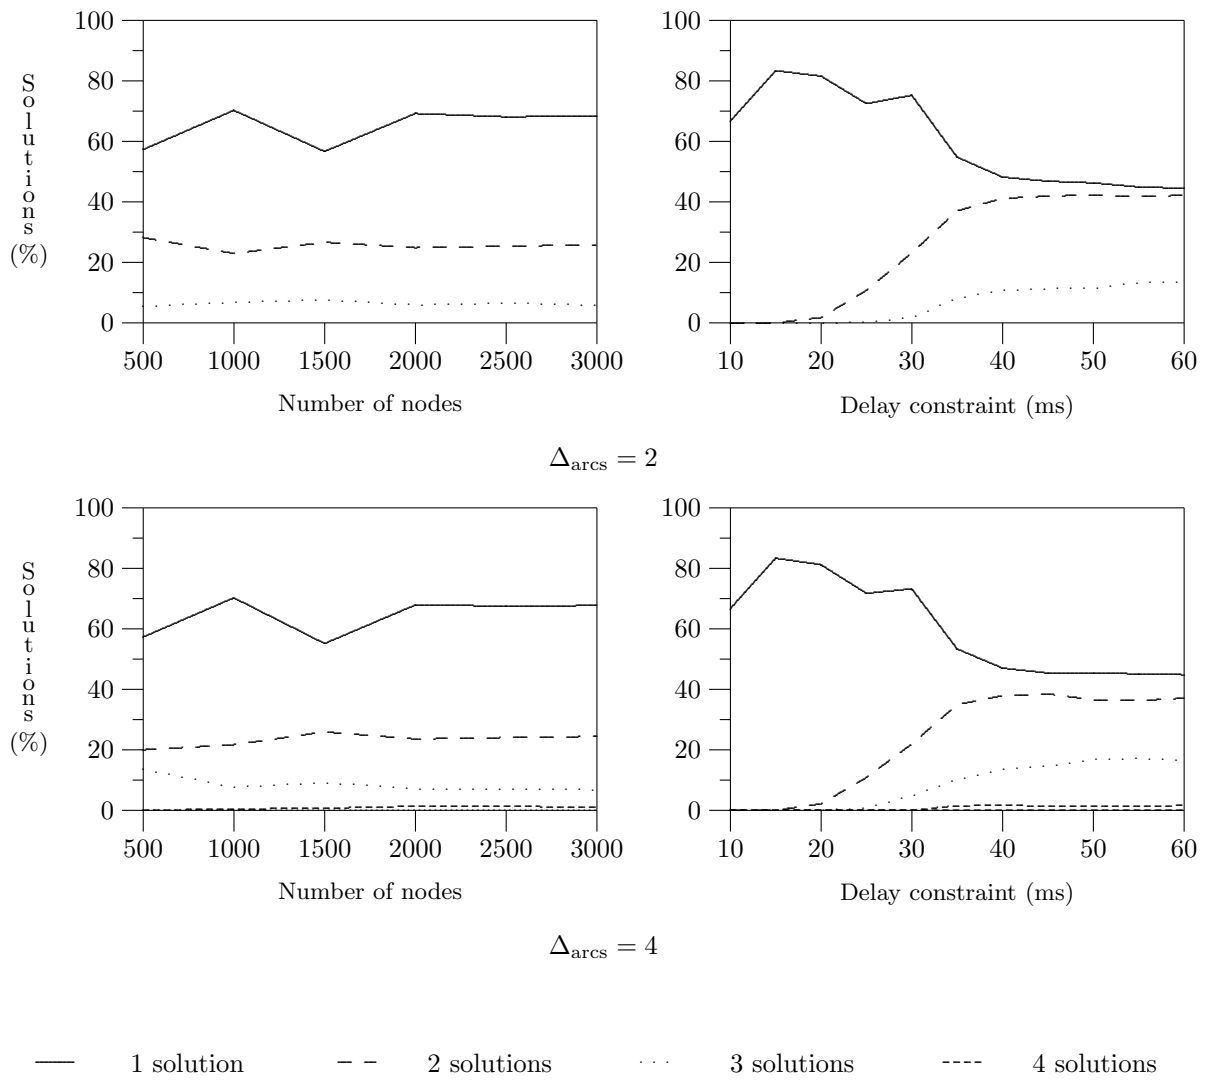 100
80
60
40
20
0
Solutions
(%)
500 1000 1500 2000 2500 3000
Number of nodes
100
80
60
40
20
0
10 20 30 40 50 60
Delay constraint (ms)
Δarcs = 2
100
80
60
40
20
0
Solutions
(%)
500 1000 1500 2000 2500 3000
Number of nodes
100
80
60
40
20
0
10 20 30 40 50 60
Delay constraint (ms)
Δarcs = 4
1 solution 2 solutions 3 solutions 4 solutions